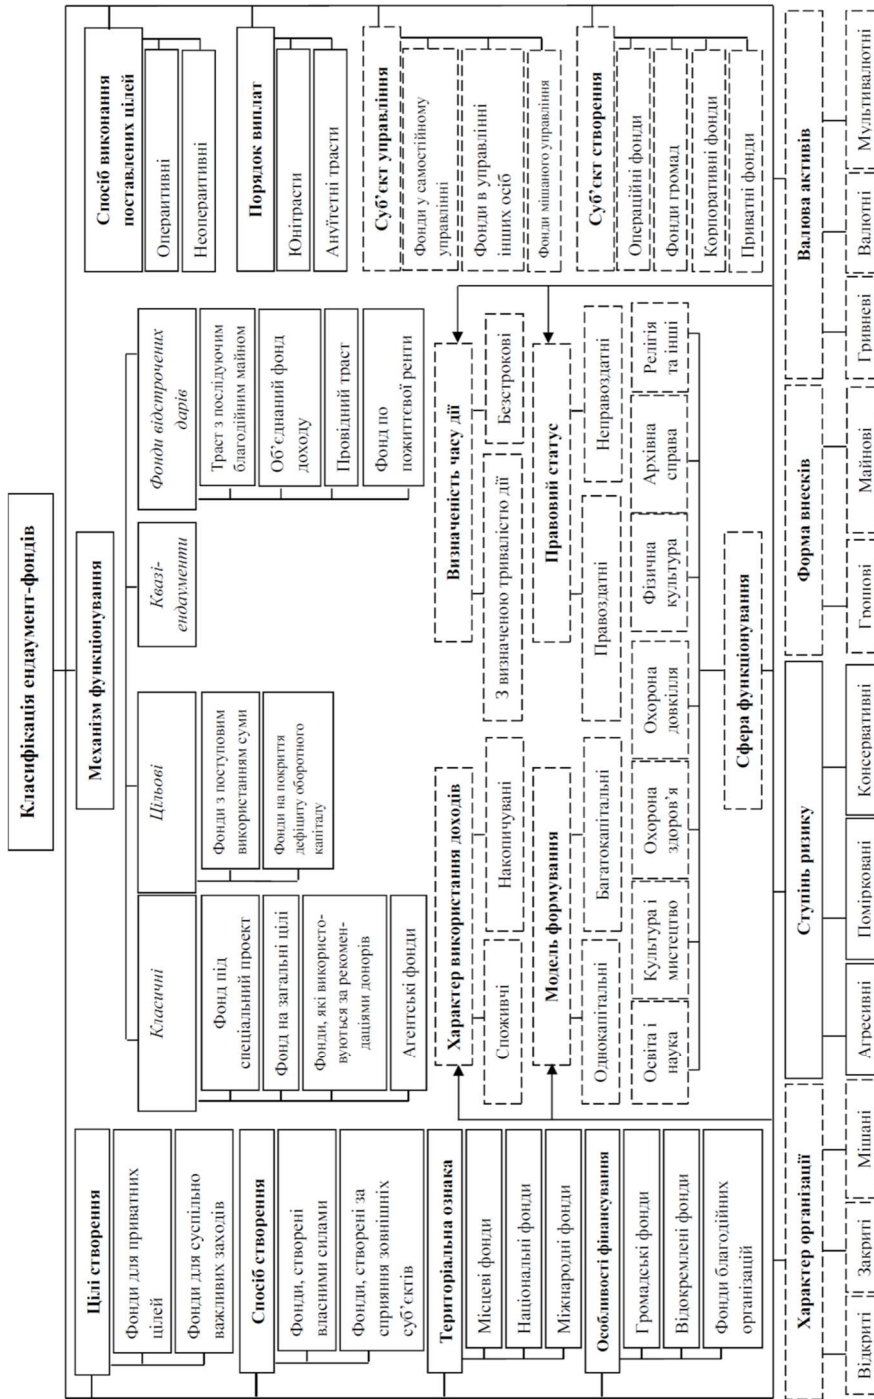 Класифікація ендаумент-фондів
Механізм функціонування
Класичні
Фонд під
спеціальний проект
Фонд на загальні цілі
Фонди, які використо-
вуються за рекомен-
даціями донорів
Агентські фонди
Цільові
Фонди з поступовим
використанням суми
Фонди на покриття
дефіциту оборотного
капіталу
Квазі-
ендаументи
Фонди відстрочених
дарів
Траст з послідуючим
благодійним майном
Об’єднаний фонд
доходу
Провідний траст
Фонд по
пожиттєвої ренти
Цілі створення
Фонди для приватних
цілей
Фонди для суспільно
важливих заходів
Спосіб створення
Фонди, створені
власними силами
Фонди, створені за
сприяння зовнішніх
суб’єктів
Територіальна ознака
Місцеві фонди
Національні фонди
Міжнародні фонди
Особливості фінансування
Громадські фонди
Відокремлені фонди
Фонди благодійних
організацій
Характер використання доходів
Споживчі
Накопичувані
Модель формування
Однокапітальні
Багатокапітальні
Визначеність часу дії
З визначеною тривалістю дії
Безстрокові
Правовий статус
Правоздатні
Неправоздатні
Освіта і
наука
Культура і
мистецтво
Охорона
здоров’я
Охорона
довкілля
Фізична
культура
Архівна
справа
Релігія
та інші
Сфера функціонування
Спосіб виконання
поставлених цілей
Операитивні
Неоперитивні
Порядок виплат
Юнітрасти
Ануїтетні трасти
Суб’єкт управління
Фонди у самостійному
управлінні
Фонди в управлінні
інших осіб
Фонди мішаного управління
Суб’єкт створення
Операційні фонди
Фонди громад
Корпоративні фонди
Приватні фонди
Характер організації
Відкриті
Закриті
Мішані
Ступінь ризику
Агресивні
Помірковані
Консервативні
Форма внесків
Грошові
Майнові
Валюова активів
Гривневі
Валютні
Мультивалютні